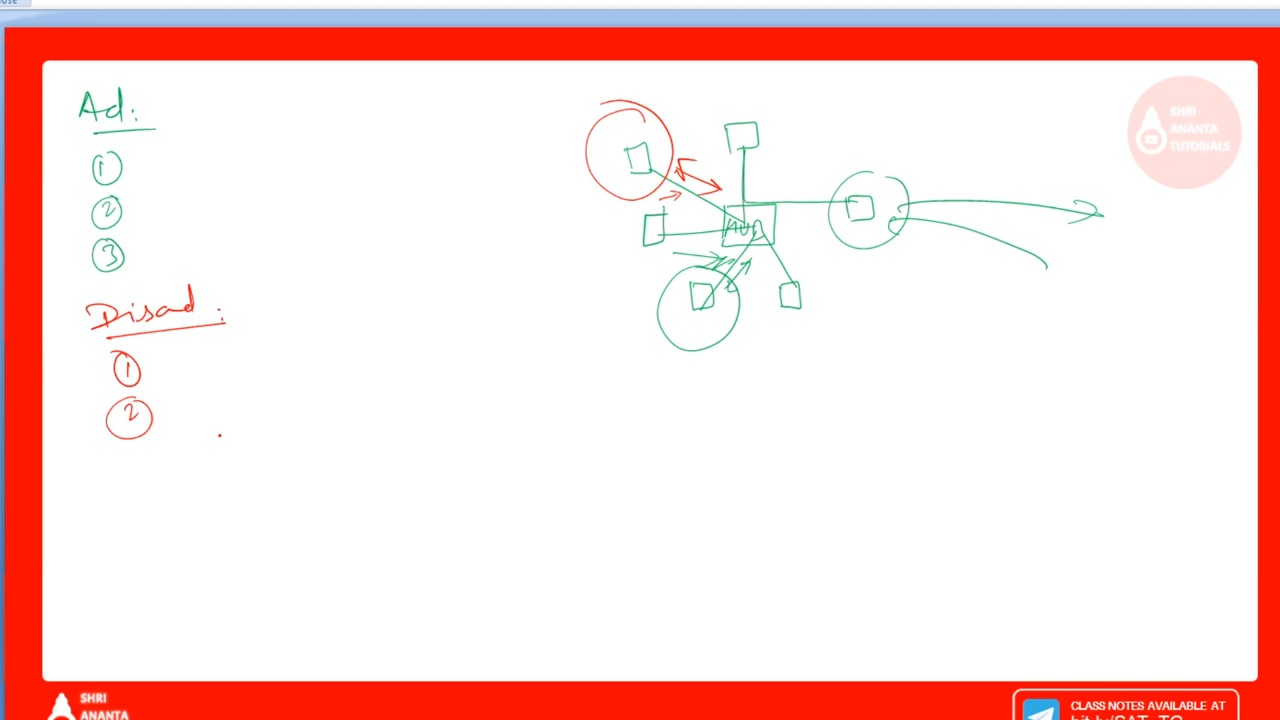 Ad:
1
2
3
Disad:
1
2
HUB
SHRI
ANANTA
TUTORIALS
SHRI
ANANTA
CLASS NOTES AVAILABLE AT